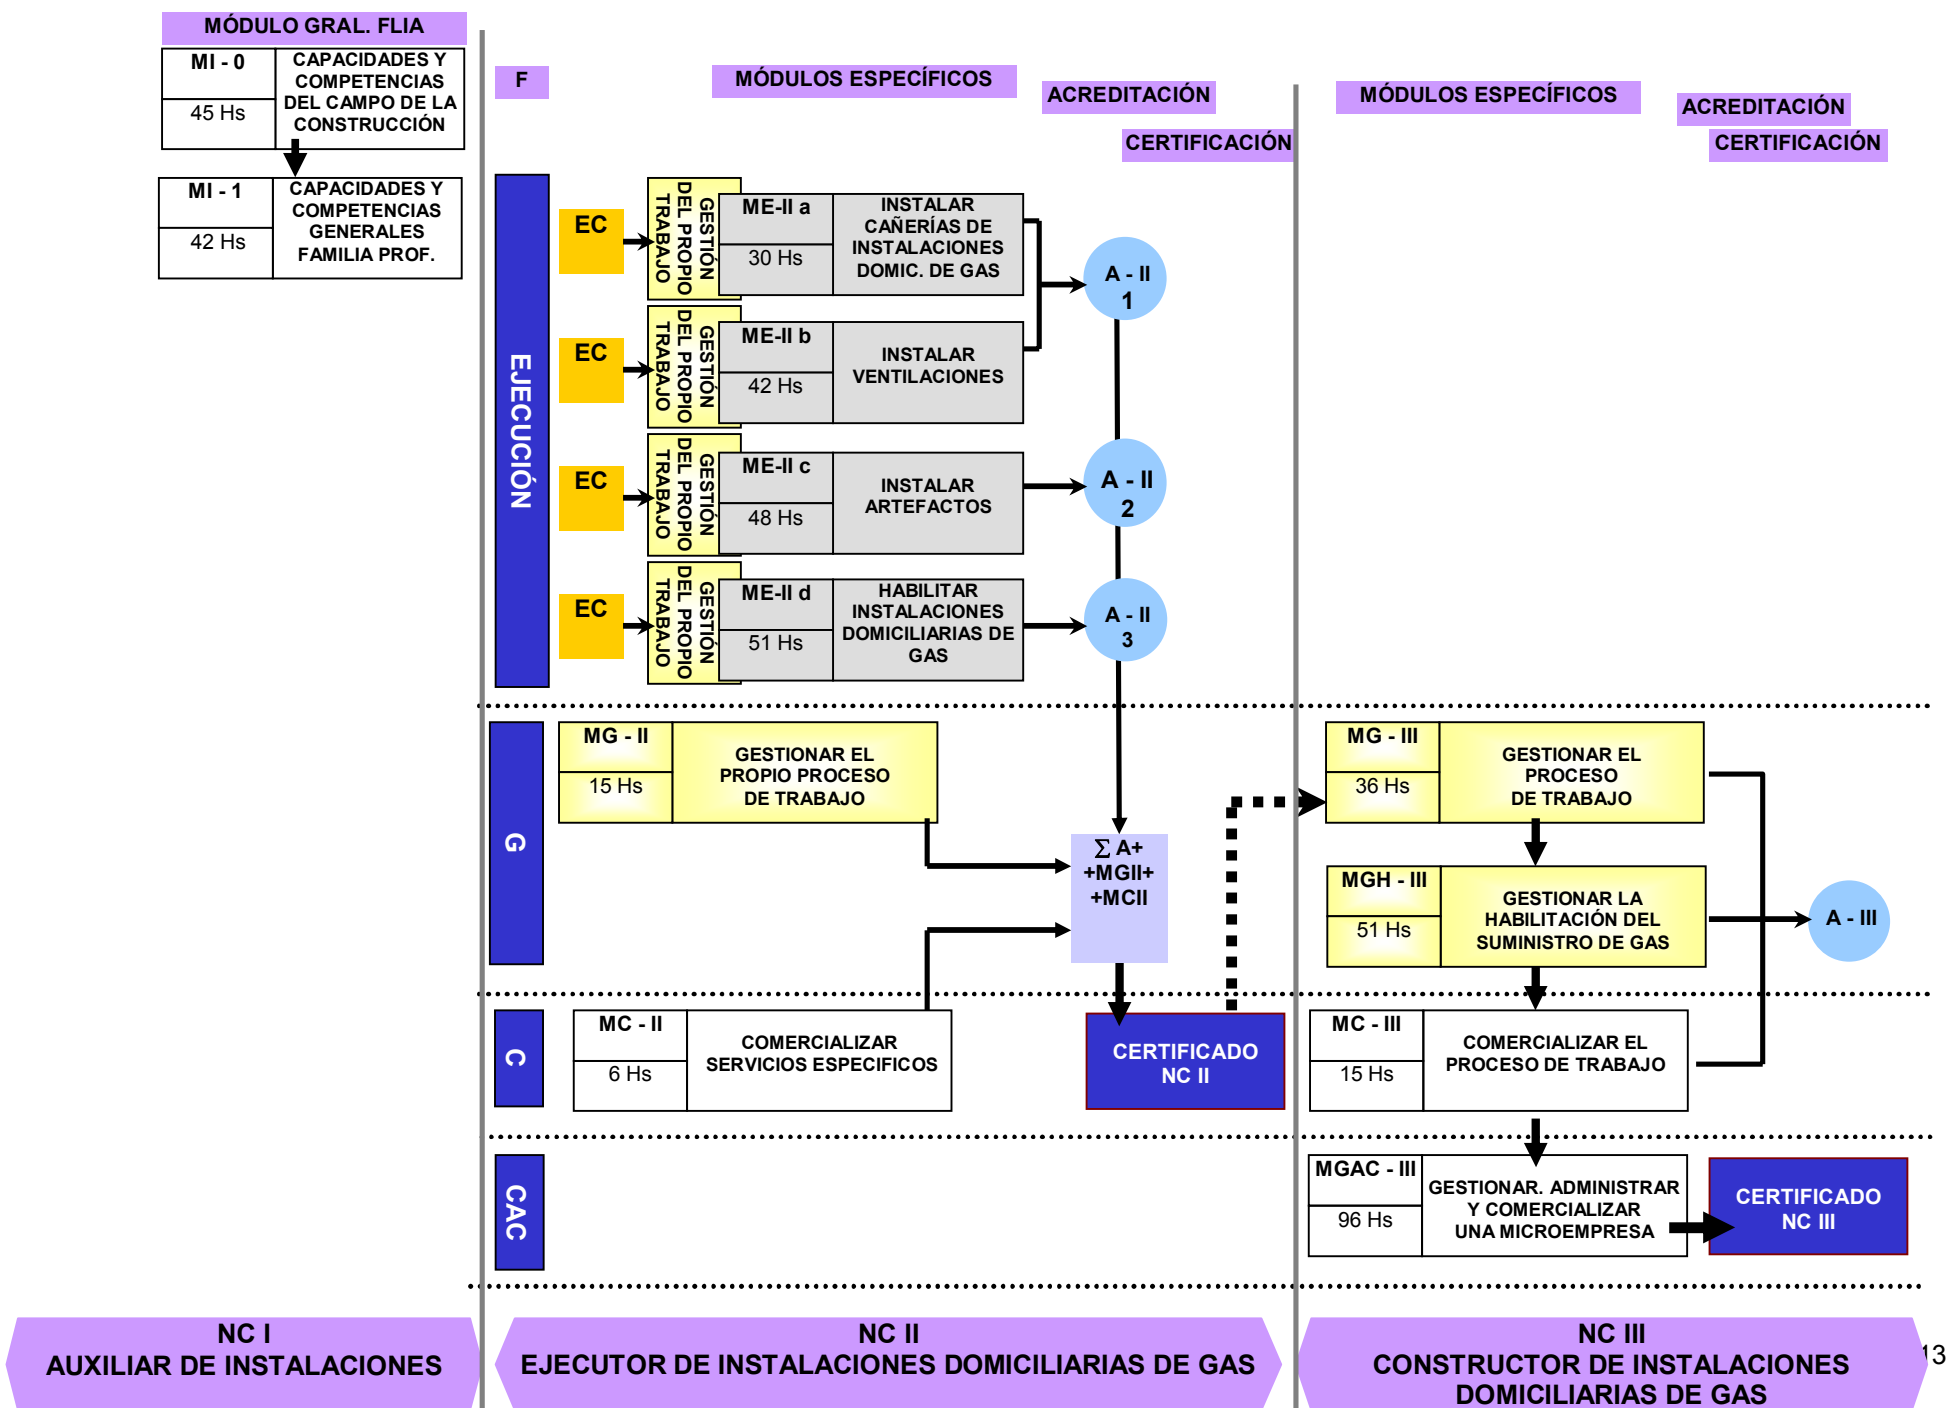 MÓDULO GRAL. FLIA
MI - 0
45 Hs
CAPACIDADES Y
COMPETENCIAS
DEL CAMPO DE LA
CONSTRUCCIÓN
MI - 1
42 Hs
CAPACIDADES Y
COMPETENCIAS
GENERALES
FAMILIA PROF.
F
MÓDULOS ESPECÍFICOS
ACREDITACIÓN
CERTIFICACIÓN
MÓDULOS ESPECÍFICOS
ACREDITACIÓN
CERTIFICACIÓN
EJECUCIÓN
EC
GESTIÓN
DEL PROPIO
TRABAJO
ME-II a
30 Hs
INSTALAR
CAÑERÍAS DE
INSTALACIONES
DOMIC. DE GAS
A - II
1
EC
GESTIÓN
DEL PROPIO
TRABAJO
ME-II b
42 Hs
INSTALAR
VENTILACIONES
EC
GESTIÓN
DEL PROPIO
TRABAJO
ME-II c
48 Hs
INSTALAR
ARTEFACTOS
A - II
2
EC
GESTIÓN
DEL PROPIO
TRABAJO
ME-II d
51 Hs
HABILITAR
INSTALACIONES
DOMICILIARIAS DE
GAS
A - II
3
G
MG - II
15 Hs
GESTIONAR EL
PROPIO PROCESO
DE TRABAJO
∑ A+
+MGII+
+MCII
MG - III
36 Hs
GESTIONAR EL
PROCESO
DE TRABAJO
MGH - III
51 Hs
GESTIONAR LA
HABILITACIÓN DEL
SUMINISTRO DE GAS
A - III
C
MC - II
6 Hs
COMERCIALIZAR
SERVICIOS ESPECIFICOS
CERTIFICADO
NC II
MC - III
15 Hs
COMERCIALIZAR EL
PROCESO DE TRABAJO
CAC
MGAC - III
96 Hs
GESTIONAR. ADMINISTRAR
Y COMERCIALIZAR
UNA MICROEMPRESA
CERTIFICADO
NC III
NC I
AUXILIAR DE INSTALACIONES
NC II
EJECUTOR DE INSTALACIONES DOMICILIARIAS DE GAS
NC III
CONSTRUCTOR DE INSTALACIONES
DOMICILIARIAS DE GAS
13